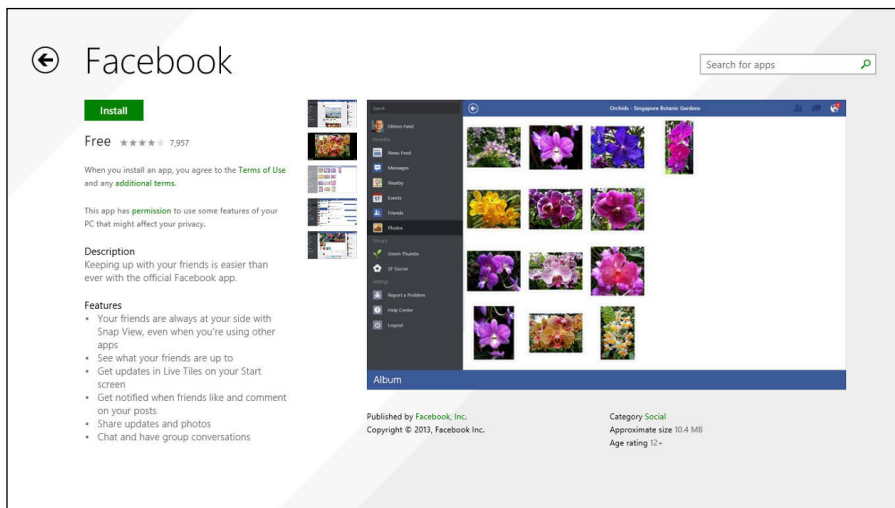 Facebook
Search for apps
Install
Free 7,957
When you install an app, you agree to the Terms of Use
and any additional terms.
This app has permission to use some features of your
PC that might affect your privacy.
Description
Keeping up with your friends is easier than
ever with the official Facebook app.
Features
• Your friends are always at your side with
Snap View, even when you're using other
apps
• See what your friends are up to
• Get updates in Live Tiles on your Start
screen
• Get notified when friends like and comment
on your posts
• Share updates and photos
• Chat and have group conversations
Search
Orchids - Singapore Botanic Gardens
Favorites
News Feed
Messages
Nearby
17 Events
Friends
Photos
Groups
Green Thumbs
SF Soccer
Settings
Report a Problem
Help Center
Logout
Album
Published by Facebook, Inc.
Copyright © 2013, Facebook Inc.
Category Social
Approximate size 10.4 MB
Age rating 12+